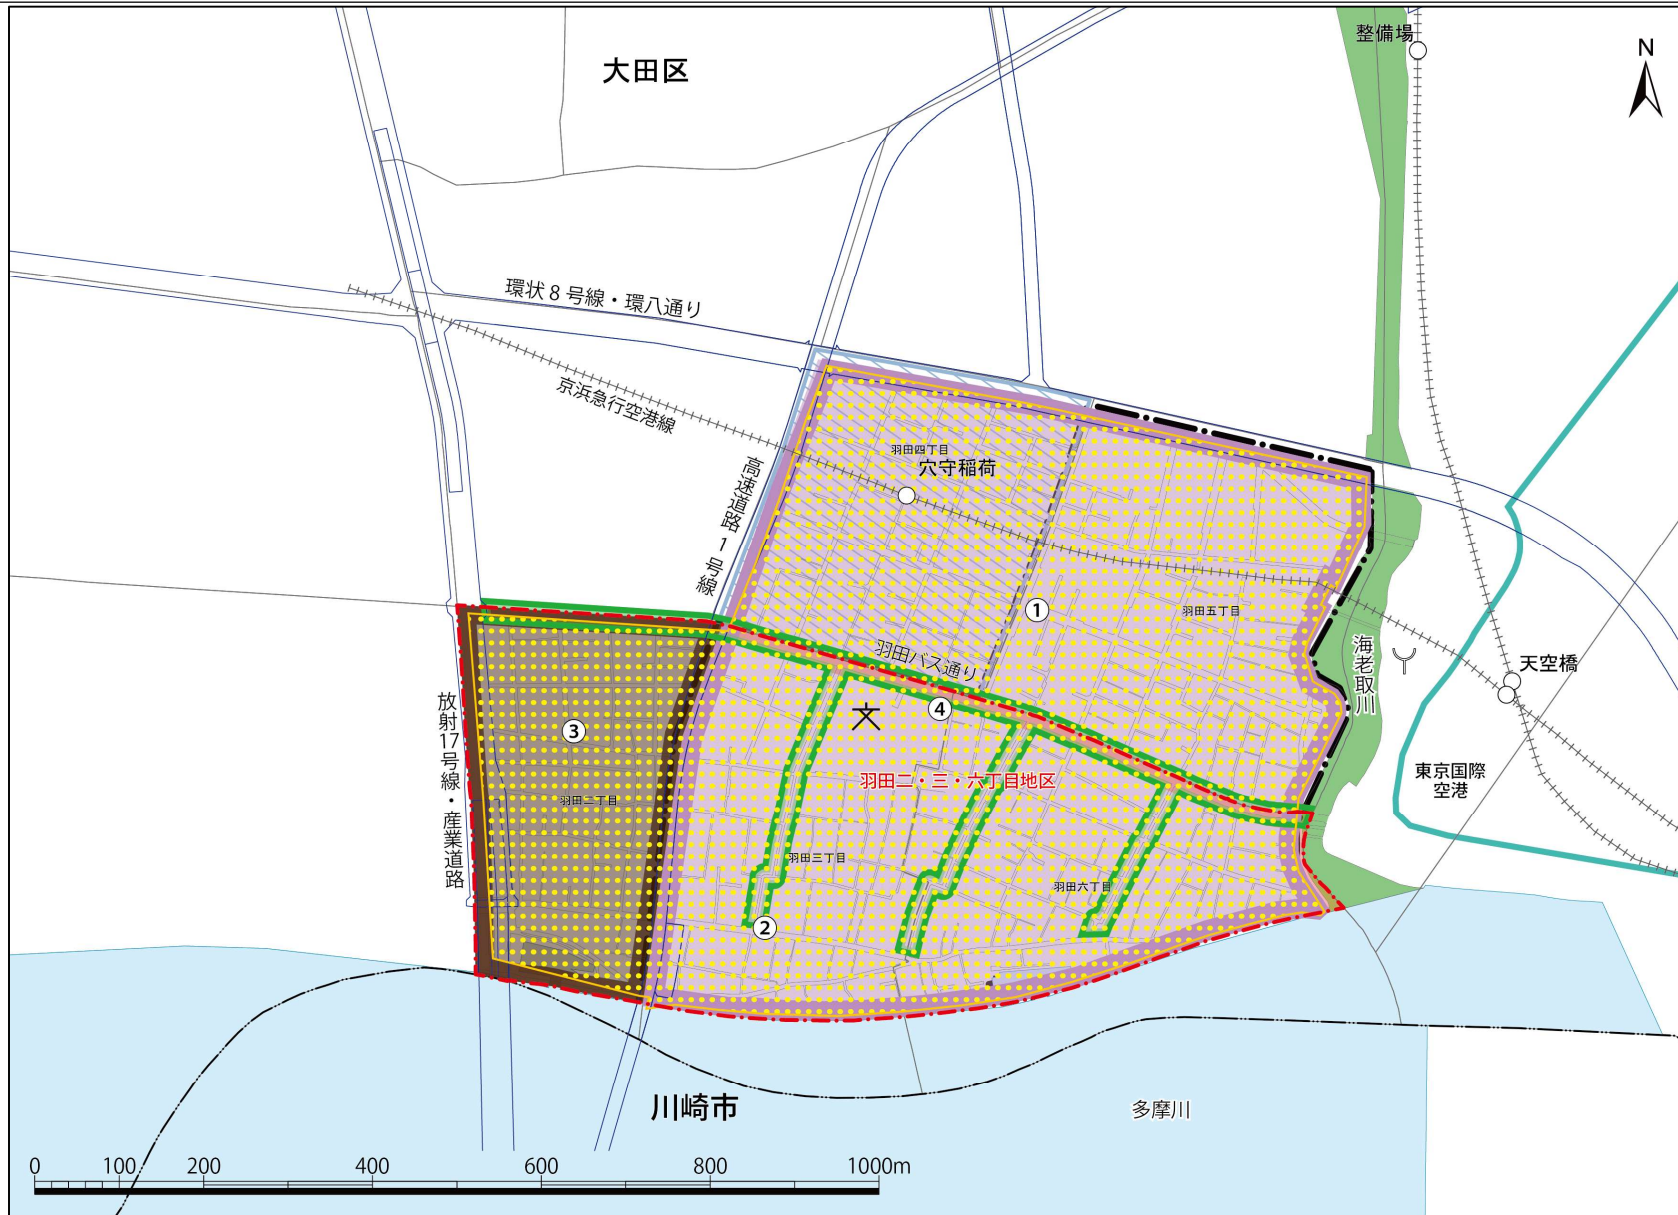 整備場
大田区
N
環状8号線・環八通り
京浜急行空港線
羽田四丁目
穴守稲荷
高速道路1号線
①
羽田五丁目
羽田バス通り
海老取川
天空橋
④
放射17号線・産業道路
③
文
羽田二・三・六丁目地区
東京国際
空港
羽田二丁目
羽田三丁目
羽田六丁目
②
川崎市
多摩川
0 100 200 400 600 800 1000m